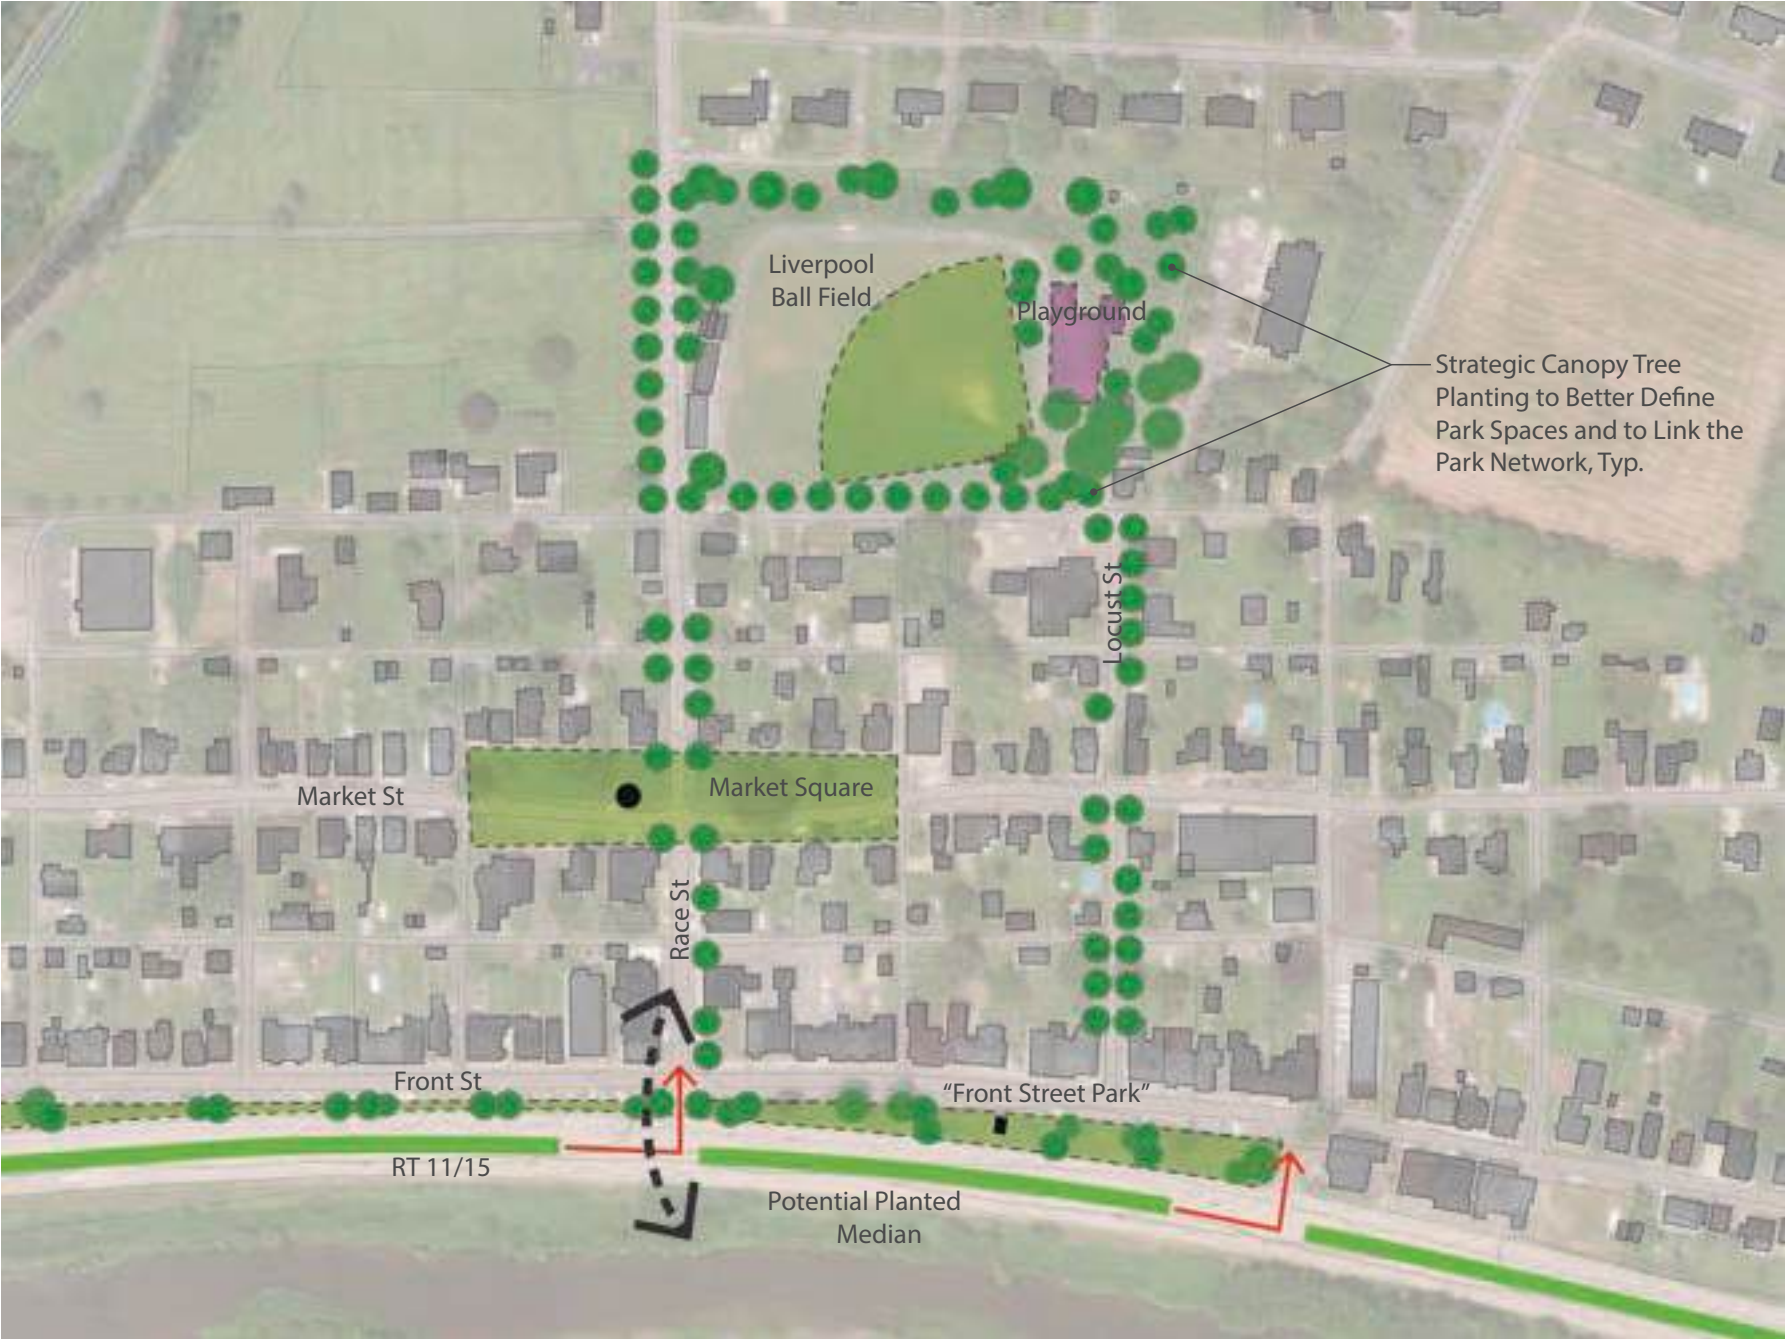 Liverpool
Ball Field
Playground
Strategic Canopy Tree
Planting to Better Define
Park Spaces and to Link the
Park Network, Typ.
Locust St
Market St
Market Square
Race St
Front St
“Front Street Park”
RT 11/15
Potential Planted
Median